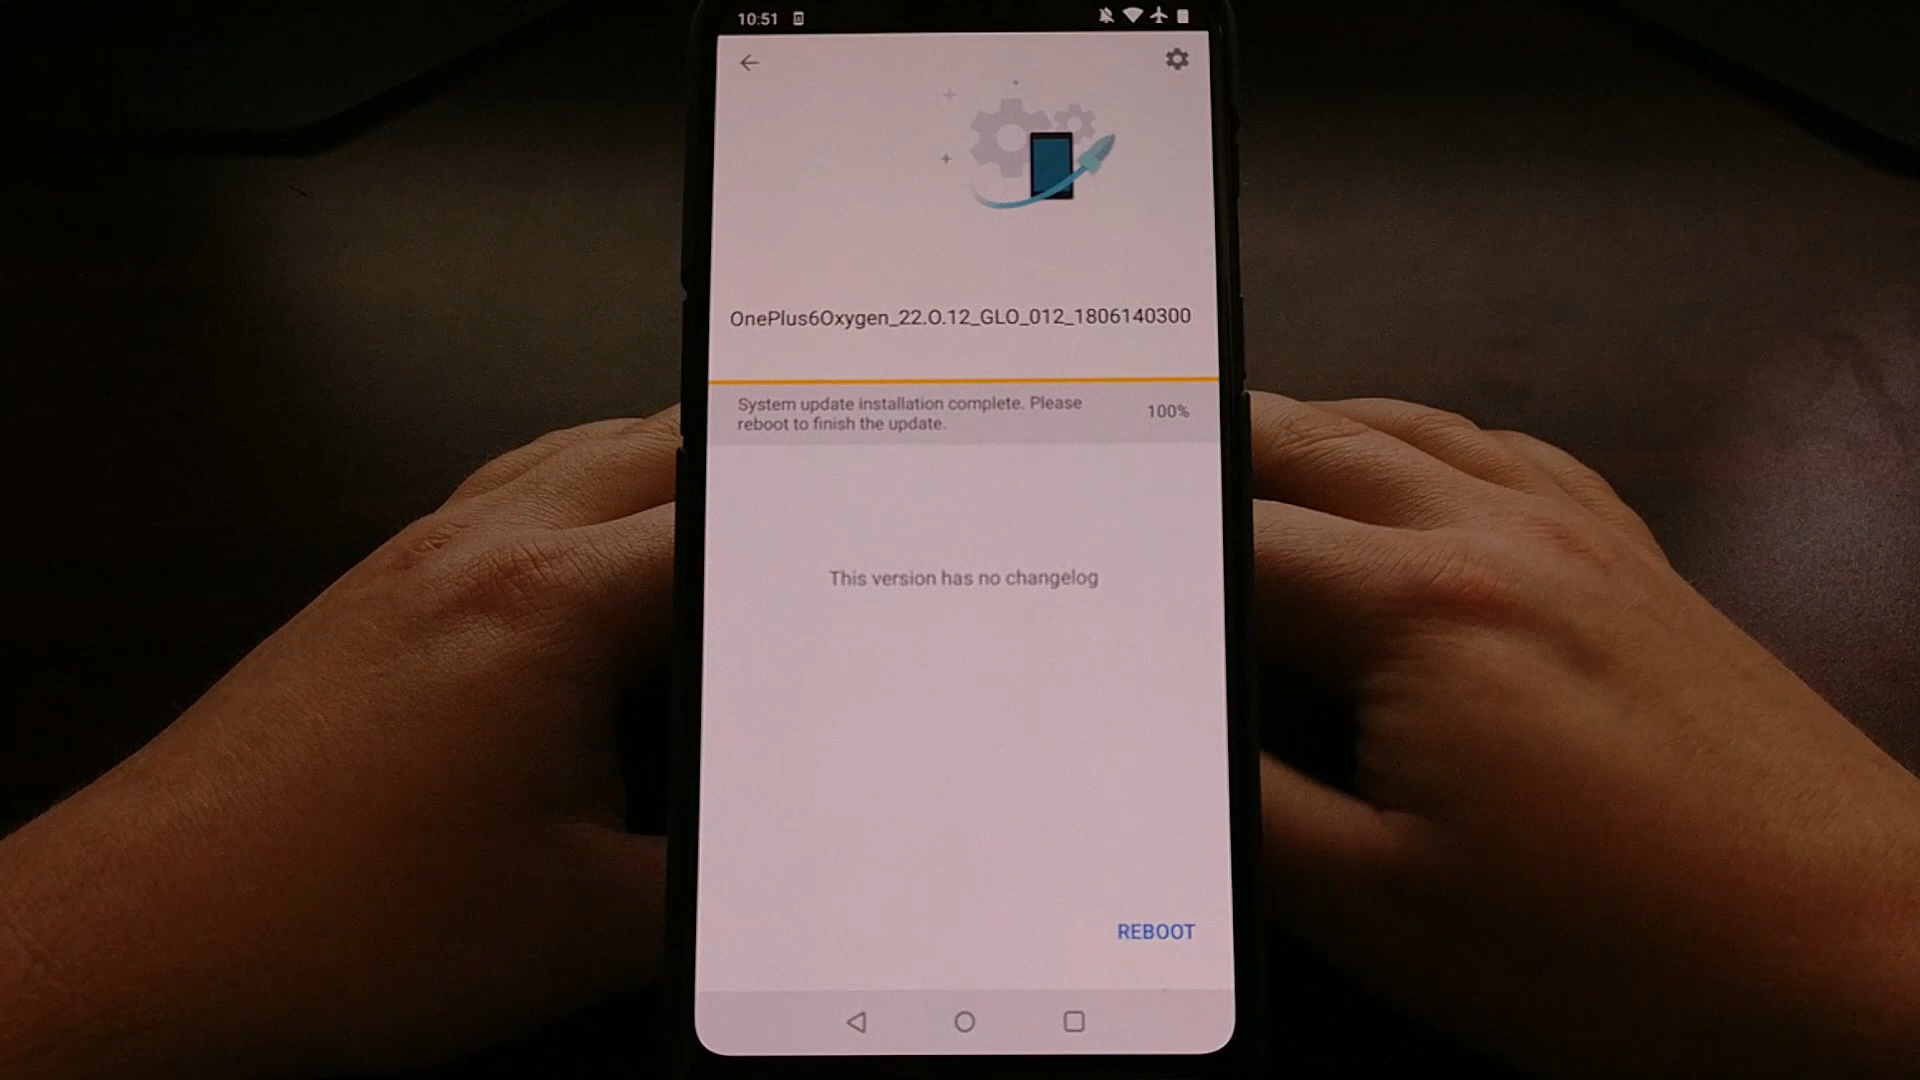 10:51
OnePlus6Oxygen_22.O.12_GLO_012_1806140300
System update installation complete. Please
reboot to finish the update.
100%
This version has no changelog
REBOOT